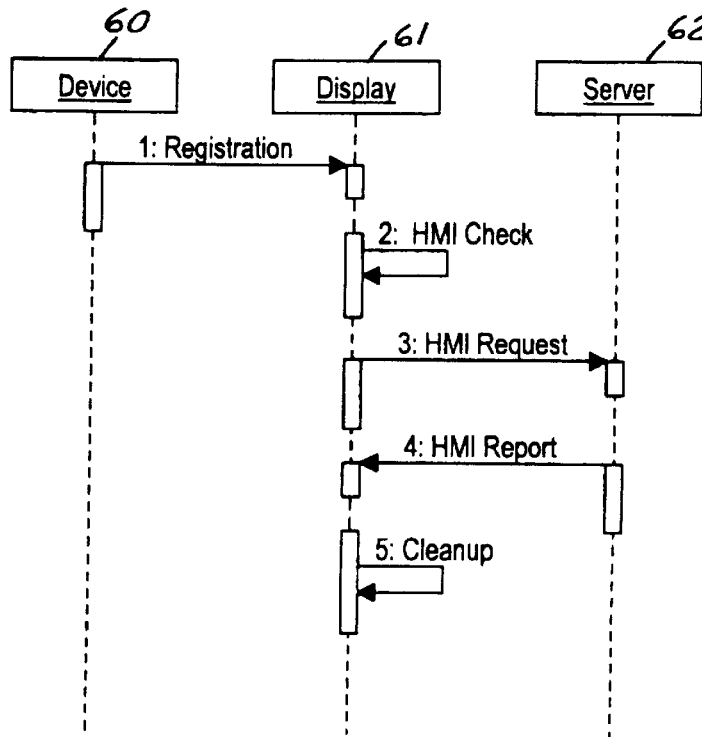 60
61
62
Device
Display
Server
1: Registration
2: HMI Check
3: HMI Request
4: HMI Report
5: Cleanup